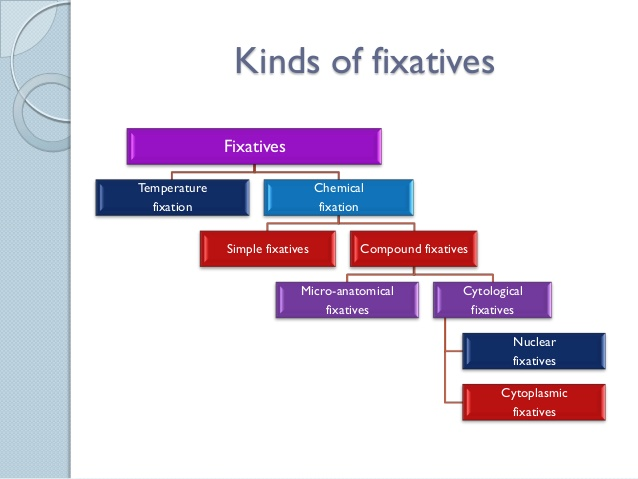 Kinds of fixatives
Fixatives
Temperature
fixation
Chemical
fixation
Simple fixatives
Compound fixatives
Micro-anatomical
fixatives
Cytological
fixatives
Nuclear
fixatives
Cytoplasmic
fixatives